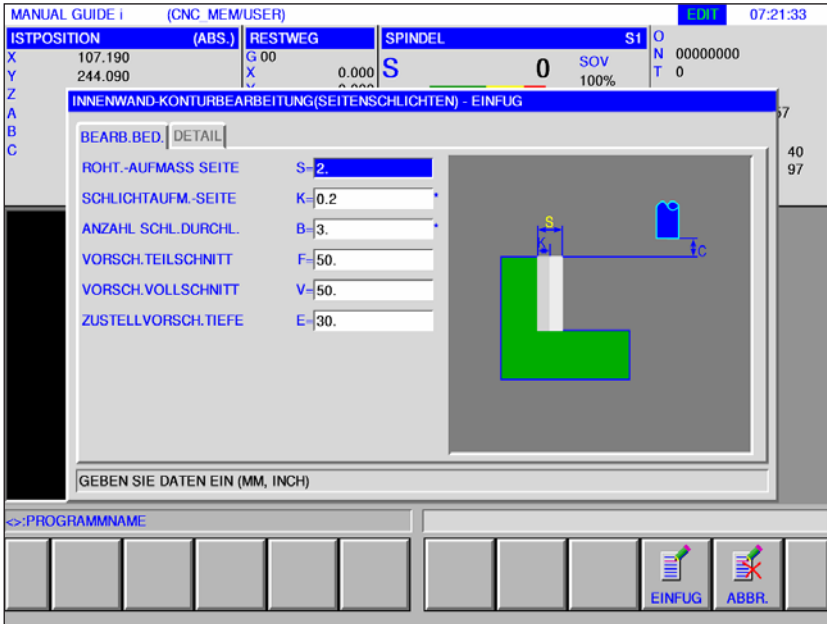 MANUAL GUIDE i (CNC_MEM/USER) EDIT 07:21:33
ISTPOSITION (ABS.) RESTWEG SPINDEL S1 O
X 107.190 G 00 S 0 SOV N 00000000
Y 244.090 X 0.000 100% T 0
Z
A
B
C
40
97
INNENWAND-KONTURBEARBEITUNG(SEITENSCHLICHTEN) - EINFUG
BEARB.BED. DETAIL
ROHT.-AUFMASS SEITE S= 2.
SCHLICHTAUFM.-SEITE K= 0.2 *
ANZAHL SCHL.DURCHL. B= 3. *
VORSCH.TEILSCHNITT F= 50.
VORSCH.VOLLSCHNITT V= 50.
ZUSTELLVORSCH.TIEFE E= 30.
S
K
C
GEBEN SIE DATEN EIN (MM, INCH)
<>:PROGRAMMNAME
EINFUG ABBR.